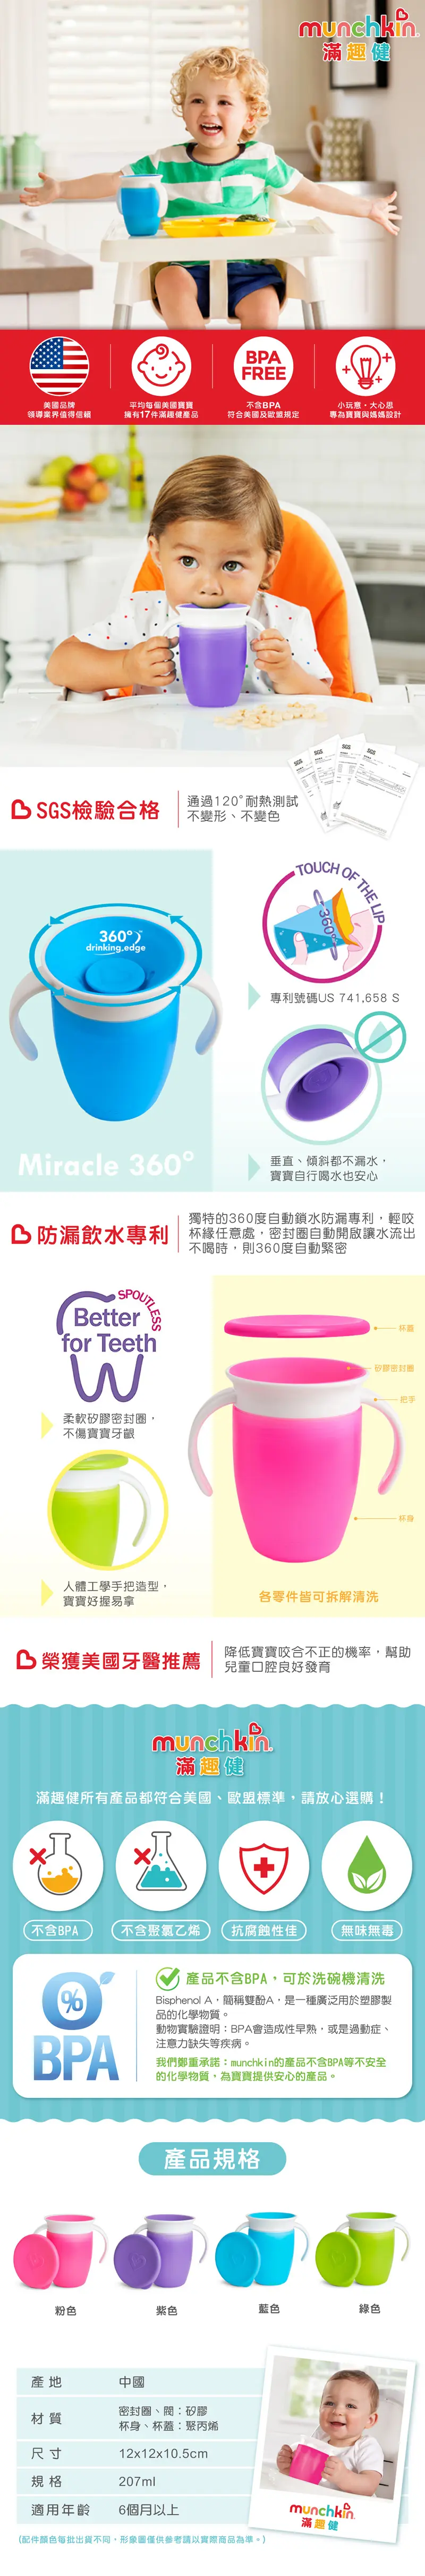 munchkin
滿趣健
BPA
FREE
美國品牌
領導業界值得信賴
平均每個美國寶寶
擁有17件滿趣健產品
不含BPA
符合美國及歐盟規定
小玩意・大心思
專為寶寶與媽媽設計
SGS SGS SGS SGS
SGS檢驗合格
通過120°耐熱測試
不變形、不變色
360°
drinking.edge
Miracle 360°
TOUCH OF THE LIP
360°
專利號碼US 741,658 S
垂直、傾斜都不漏水，
寶寶自行喝水也安心
防漏飲水專利
獨特的360度自動鎖水防漏專利，輕咬
杯緣任意處，密封圈自動開啟讓水流出
不喝時，則360度自動緊密
SPOUTLESS
Better
for Teeth
柔軟矽膠密封圈，
不傷寶寶牙齦
人體工學手把造型，
寶寶好握易拿
杯蓋
矽膠密封圈
把手
杯身
各零件皆可拆解清洗
榮獲美國牙醫推薦
降低寶寶咬合不正的機率，幫助
兒童口腔良好發育
munchkin
滿趣健
滿趣健所有產品都符合美國、歐盟標準，請放心選購！
不含BPA
不含聚氯乙烯
抗腐蝕性佳
無味無毒
0%
BPA
產品不含BPA，可於洗碗機清洗
Bisphenol A，簡稱雙酚A，是一種廣泛用於塑膠製
品的化學物質。
動物實驗證明：BPA會造成性早熟，或是過動症、
注意力缺失等疾病。
我們鄭重承諾：munchkin的產品不含BPA等不安全
的化學物質，為寶寶提供安心的產品。
產品規格
粉色
紫色
藍色
綠色
產地 中國
材質 密封圈、閥：矽膠
杯身、杯蓋：聚丙烯
尺寸 12x12x10.5cm
規格 207ml
適用年齡 6個月以上
munchkin
滿趣健
(配件顏色每批出貨不同，形象圖僅供參考請以實際商品為準。)